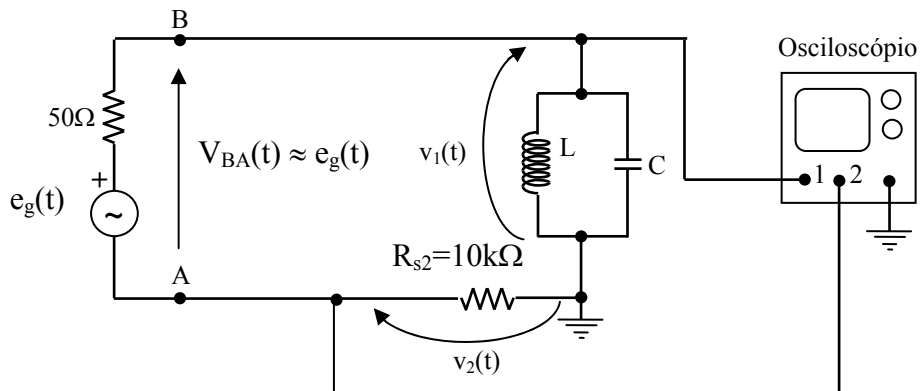 B
Osciloscópio
50Ω
V_BA(t) ≈ e_g(t)
v₁(t)
L
C
1 2
+
e_g(t)
~
R_s2=10kΩ
A
v₂(t)